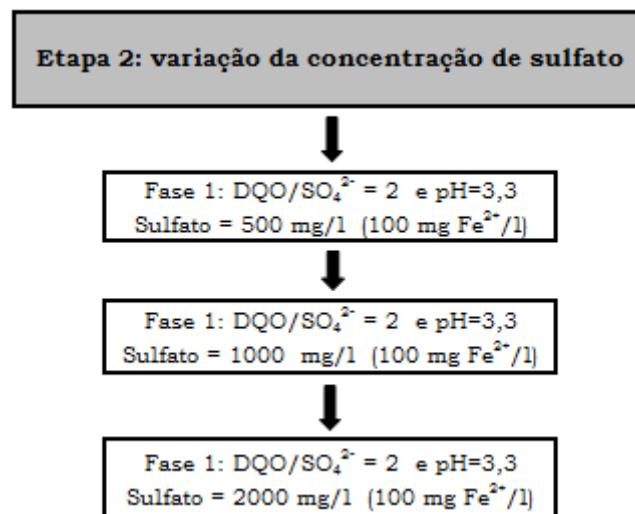 Etapa 2: variação da concentração de sulfato
Fase 1: DQO/SO₄²⁻ = 2 e pH=3,3
Sulfato = 500 mg/l (100 mg Fe²⁺/l)
Fase 1: DQO/SO₄²⁻ = 2 e pH=3,3
Sulfato = 1000 mg/l (100 mg Fe²⁺/l)
Fase 1: DQO/SO₄²⁻ = 2 e pH=3,3
Sulfato = 2000 mg/l (100 mg Fe²⁺/l)